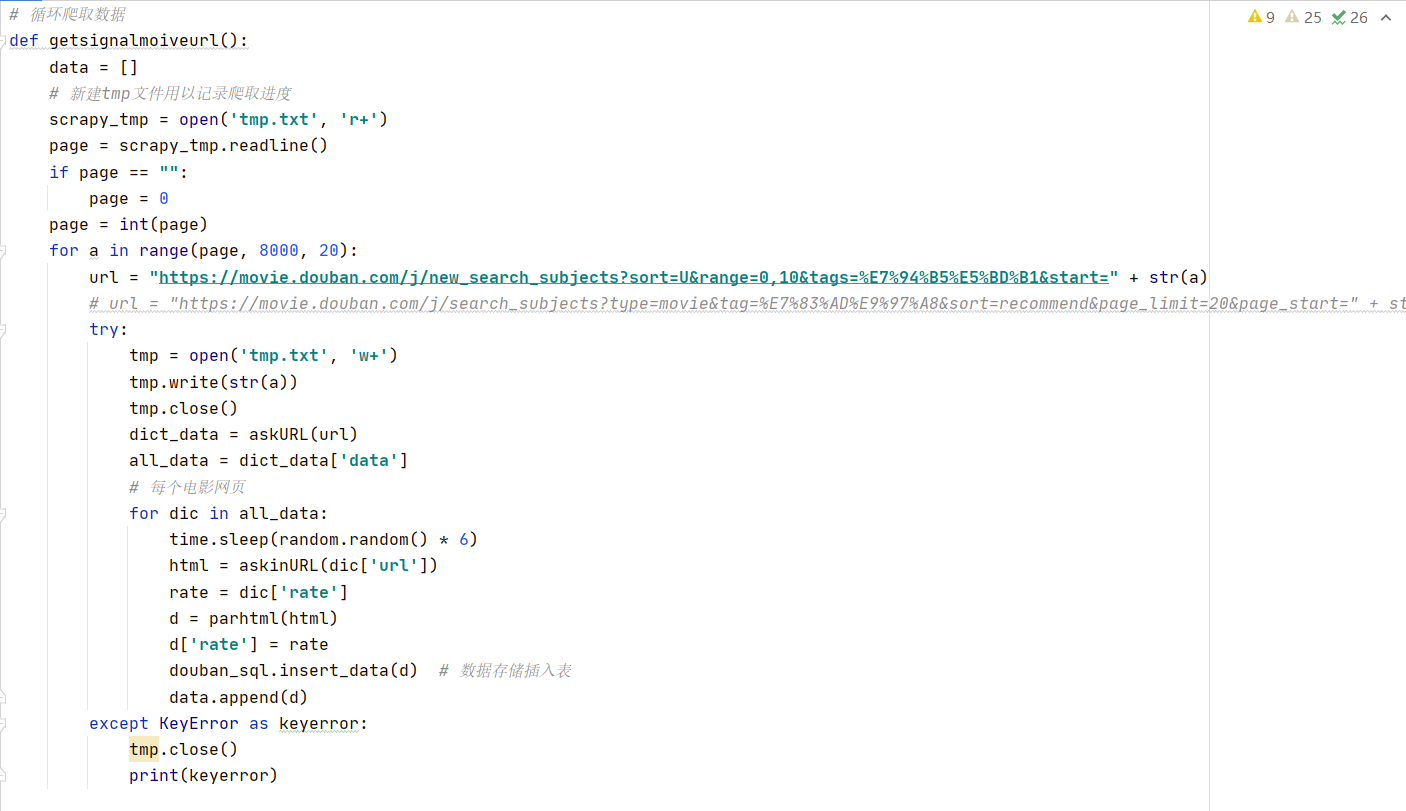 # 循环爬取数据
9 25 26
def getsignalmoiveurl():
    data = []
    # 新建tmp文件用以记录爬取进度
    scrapy_tmp = open('tmp.txt', 'r+')
    page = scrapy_tmp.readline()
    if page == "":
        page = 0
    page = int(page)
    for a in range(page, 8000, 20):
        url = "https://movie.douban.com/j/new_search_subjects?sort=U&range=0,10&tags=%E7%94%B5%E5%BD%B1&start=" + str(a)
        # url = "https://movie.douban.com/j/search_subjects?type=movie&tag=%E7%83%AD%E9%97%A8&sort=recommend&page_limit=20&page_start=" + st
        try:
            tmp = open('tmp.txt', 'w+')
            tmp.write(str(a))
            tmp.close()
            dict_data = askURL(url)
            all_data = dict_data['data']
            # 每个电影网页
            for dic in all_data:
                time.sleep(random.random() * 6)
                html = askinURL(dic['url'])
                rate = dic['rate']
                d = parhtml(html)
                d['rate'] = rate
                douban_sql.insert_data(d)  # 数据存储插入表
                data.append(d)
        except KeyError as keyerror:
            tmp.close()
            print(keyerror)